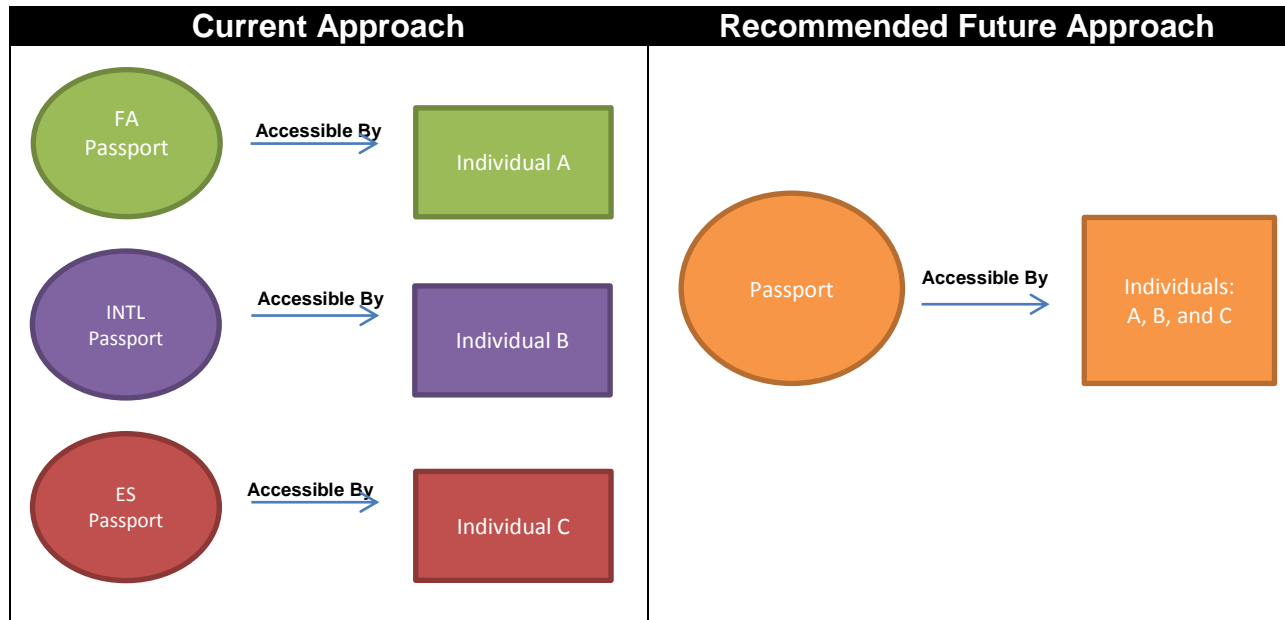 Current Approach
Recommended Future Approach
FA
Passport
Accessible By
Individual A
INTL
Passport
Accessible By
Individual B
ES
Passport
Accessible By
Individual C
Passport
Accessible By
Individuals:
A, B, and C